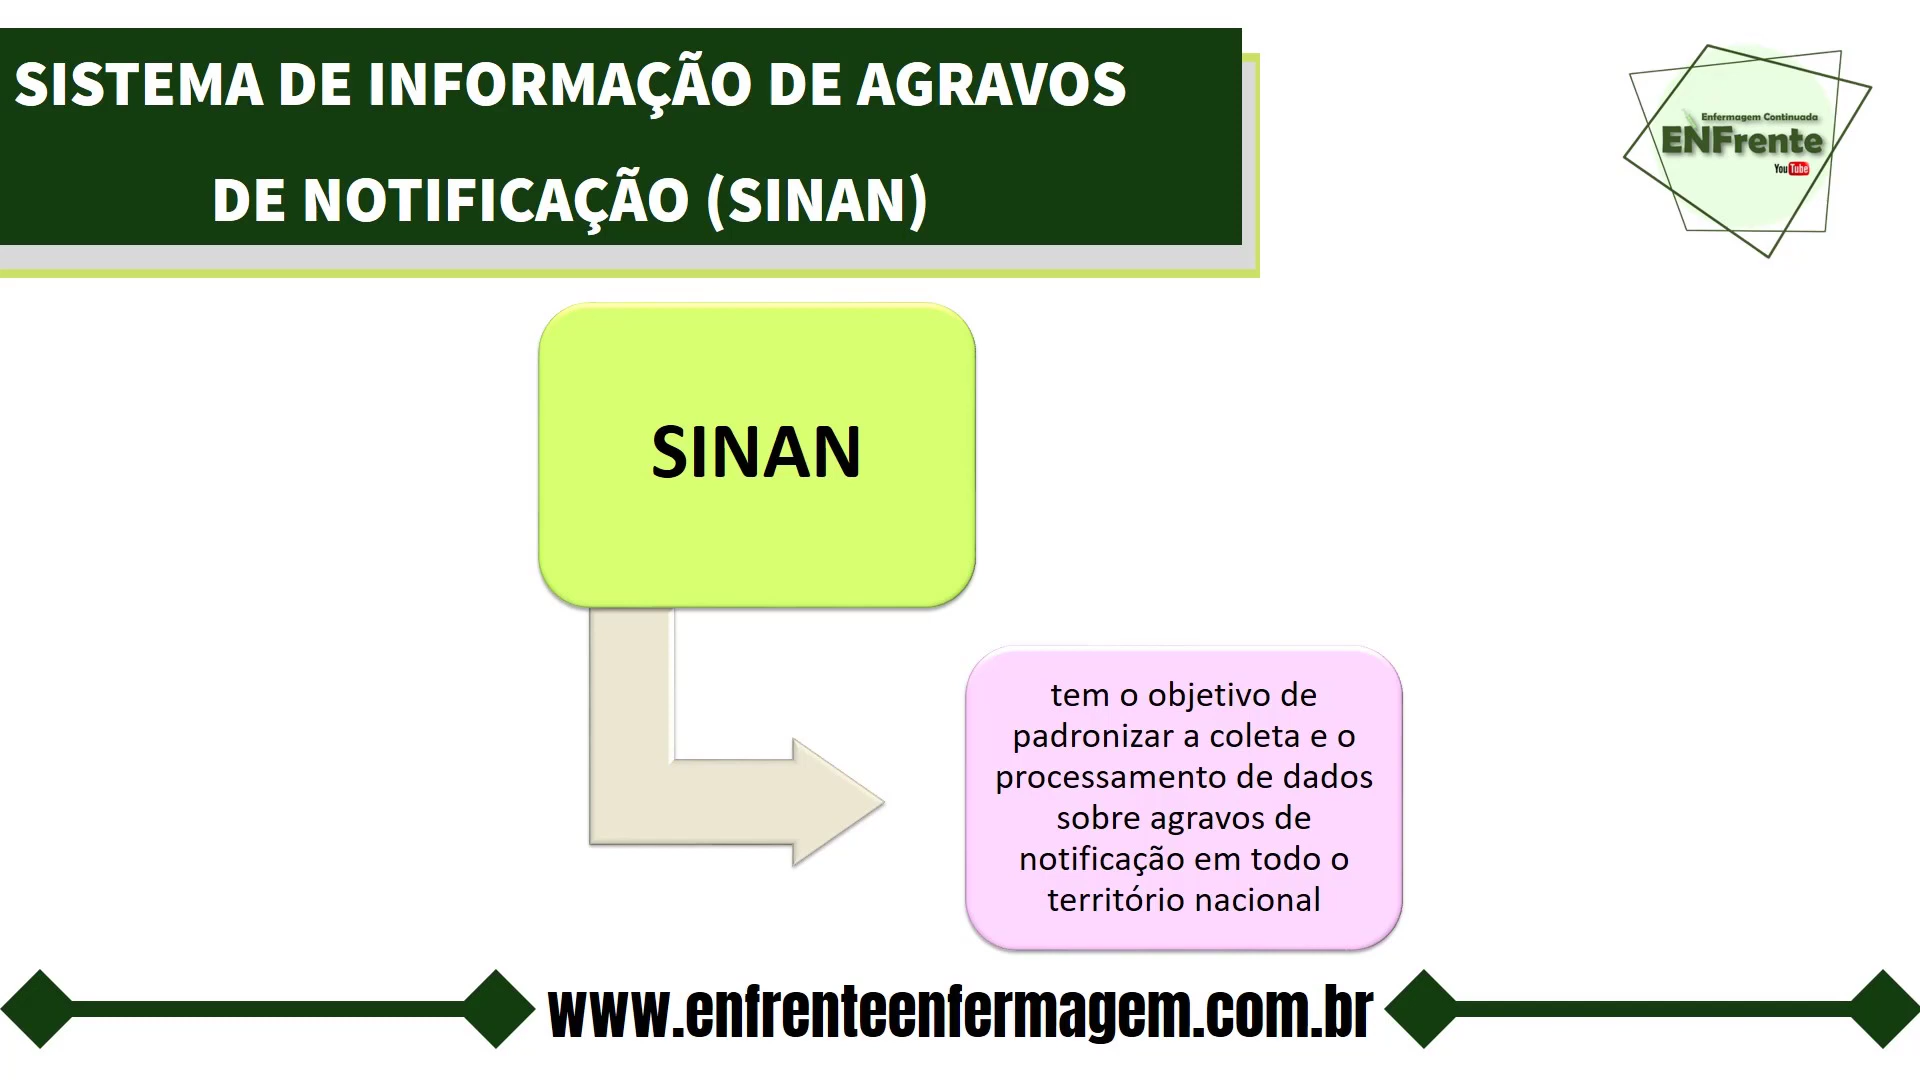 SISTEMA DE INFORMAÇÃO DE AGRAVOS
DE NOTIFICAÇÃO (SINAN)
Enfermagem Continuada
ENFrente
YouTube
SINAN
tem o objetivo de
padronizar a coleta e o
processamento de dados
sobre agravos de
notificação em todo o
território nacional
www.enfrenteenfermagem.com.br